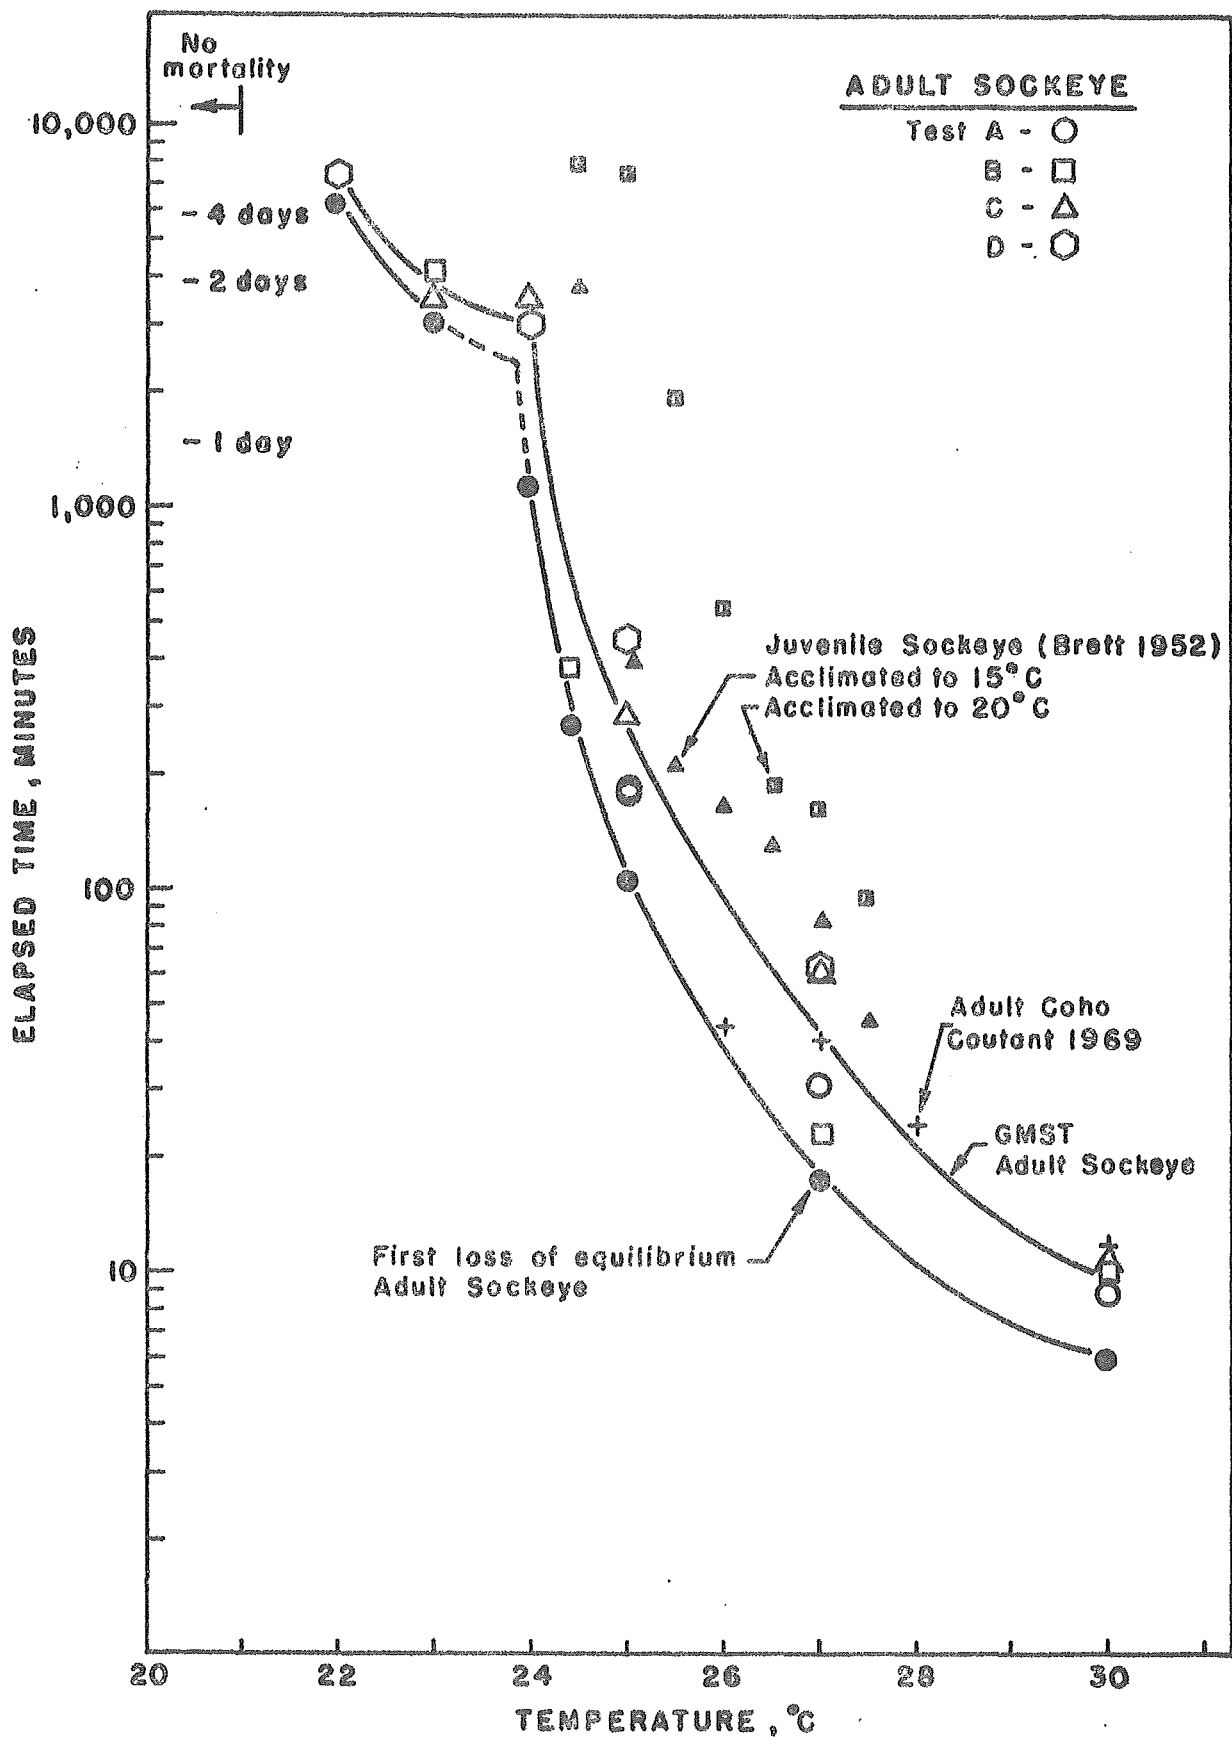 No
mortality
ADULT SOCKEYE
Test A -
B -
C -
D -
10,000
- 4 days
- 2 days
- 1 day
1,000
Juvenile Sockeye (Brett 1952)
Acclimated to 15°C
Acclimated to 20°C
100
Adult Coho
Coutant 1969
GMST
Adult Sockeye
First loss of equilibrium
Adult Sockeye
10
ELAPSED TIME, MINUTES
20 22 24 26 28 30
TEMPERATURE, °C